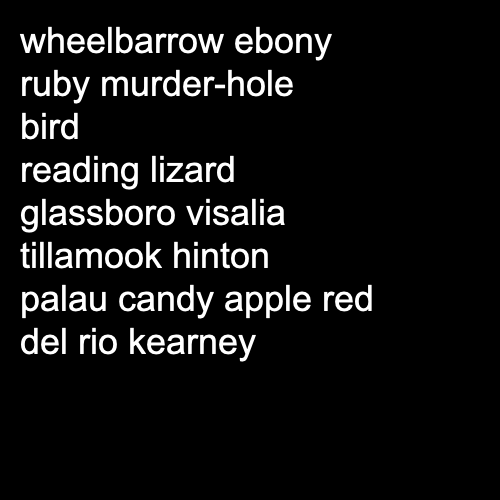 wheelbarrow ebony
ruby murder-hole
bird
reading lizard
glassboro visalia
tillamook hinton
palau candy apple red
del rio kearney